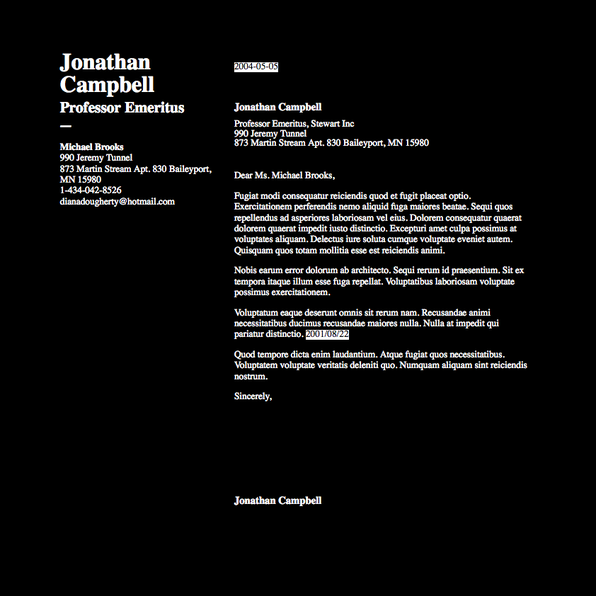 Jonathan
Campbell
Professor Emeritus
Michael Brooks
990 Jeremy Tunnel
873 Martin Stream Apt. 830 Baileyport,
MN 15980
1-434-042-8526
dianadougherty@hotmail.com
2004-05-05
Jonathan Campbell
Professor Emeritus, Stewart Inc
990 Jeremy Tunnel
873 Martin Stream Apt. 830 Baileyport, MN 15980
Dear Ms. Michael Brooks,
Fugiat modi consequatur reiciendis quod et fugit placeat optio.
Exercitationem perferendis nemo aliquid fuga maiores beatae. Sequi quos
repellendus ad asperiores laboriosam vel eius. Dolorem consequatur quaerat
dolorem quaerat impedit iusto distinctio. Excepturi amet culpa possimus at
voluptates aliquam. Delectus iure soluta cumque voluptate eveniet autem.
Quisquam quos totam mollitia esse est reiciendis animi.
Nobis earum error dolorum ab architecto. Sequi rerum id praesentium. Sit ex
tempora itaque illum esse fuga repellat. Voluptatibus laboriosam voluptate
possimus exercitationem.
Voluptatum eaque deserunt omnis sit rerum nam. Recusandae animi
necessitatibus ducimus recusandae maiores nulla. Nulla at impedit qui
pariatur distinctio. 2001/08/22
Quod tempore dicta enim laudantium. Atque fugiat quos necessitatibus.
Voluptatem voluptate veritatis deleniti quo. Numquam aliquam sint reiciendis
nostrum.
Sincerely,
Jonathan Campbell